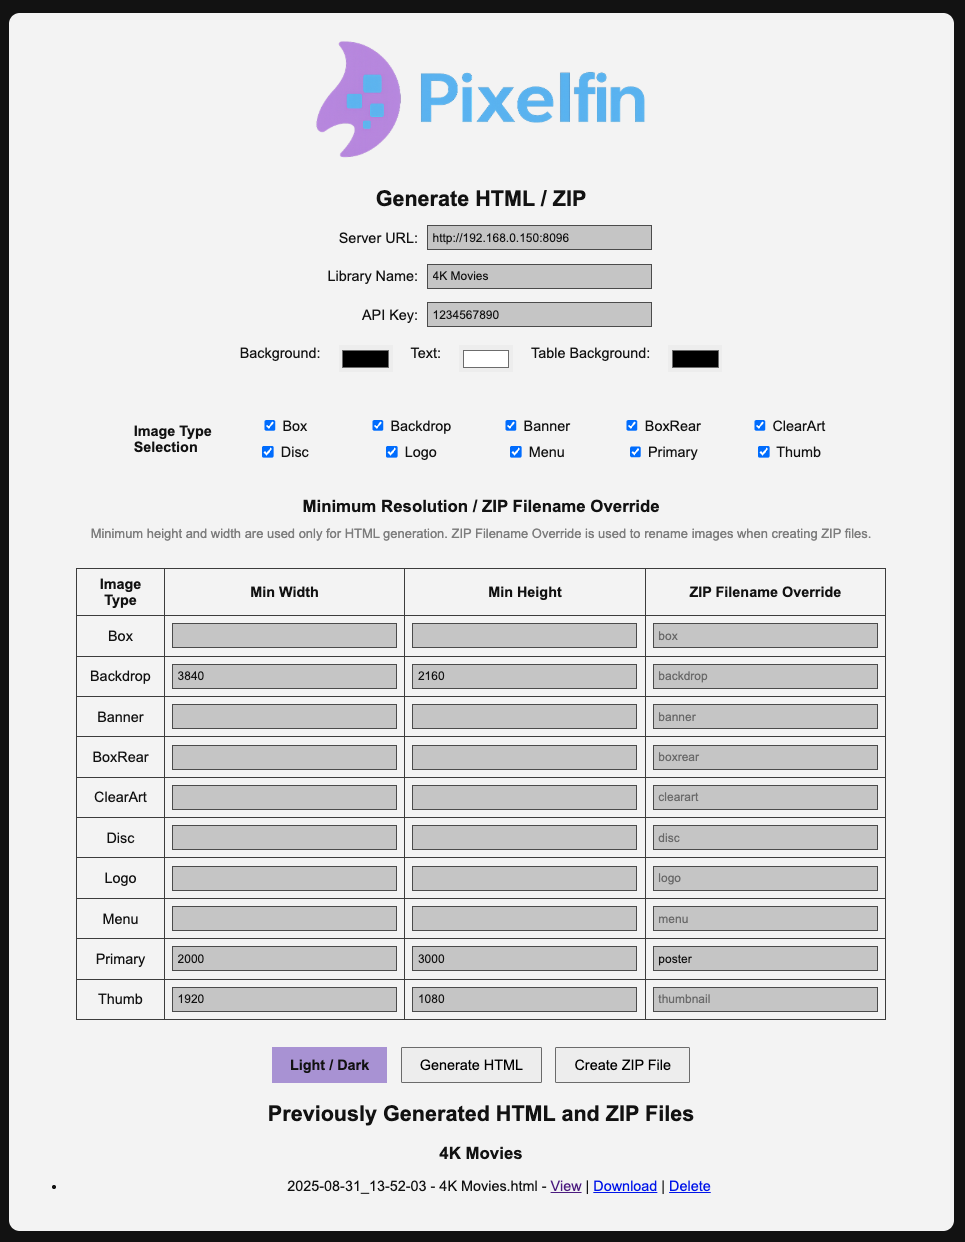 Pixelfin
Generate HTML / ZIP
Server URL: http://192.168.0.150:8096
Library Name: 4K Movies
API Key: 1234567890
Background: Text: Table Background:
Image Type Selection
Box Backdrop Banner BoxRear ClearArt
Disc Logo Menu Primary Thumb
Minimum Resolution / ZIP Filename Override
Minimum height and width are used only for HTML generation. ZIP Filename Override is used to rename images when creating ZIP files.
Image Type Min Width Min Height ZIP Filename Override
Box box
Backdrop 3840 2160 backdrop
Banner banner
BoxRear boxrear
ClearArt clearart
Disc disc
Logo logo
Menu menu
Primary 2000 3000 poster
Thumb 1920 1080 thumbnail
Light / Dark Generate HTML Create ZIP File
Previously Generated HTML and ZIP Files
4K Movies
• 2025-08-31_13-52-03 - 4K Movies.html - View | Download | Delete